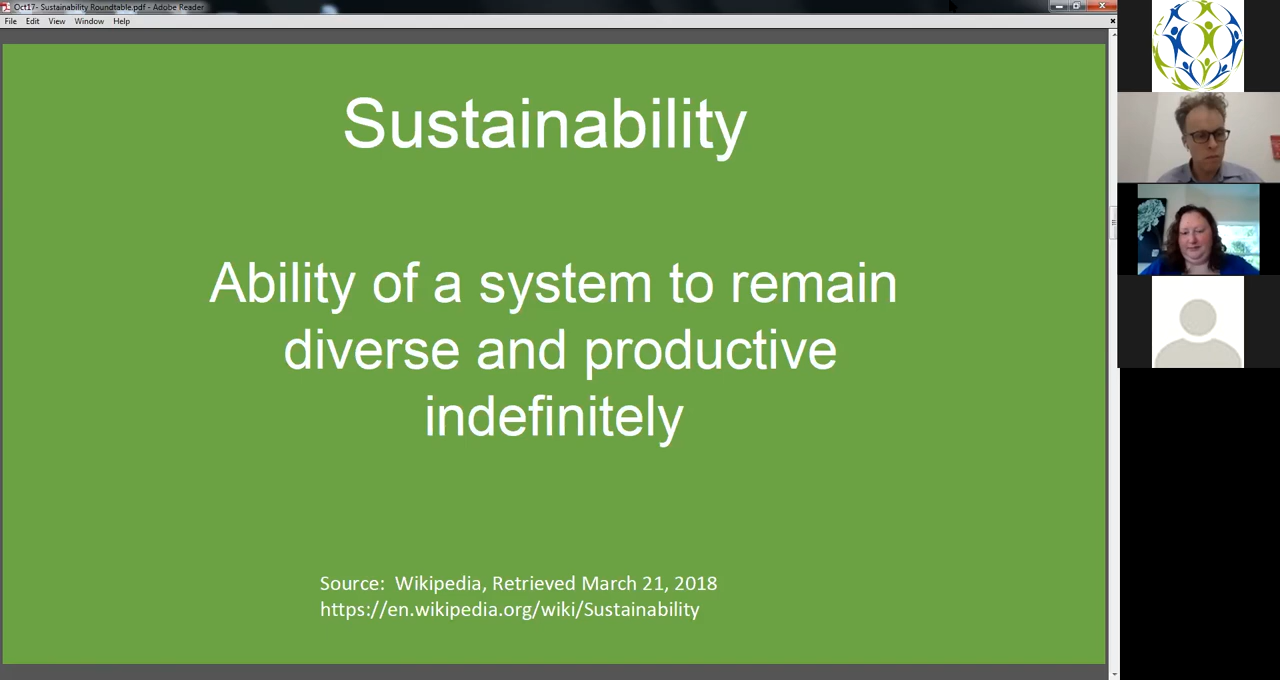 Oct17- Sustainability Roundtable.pdf - Adobe Reader
File Edit View Window Help
Sustainability
Ability of a system to remain
diverse and productive
indefinitely
Source:  Wikipedia, Retrieved March 21, 2018
https://en.wikipedia.org/wiki/Sustainability